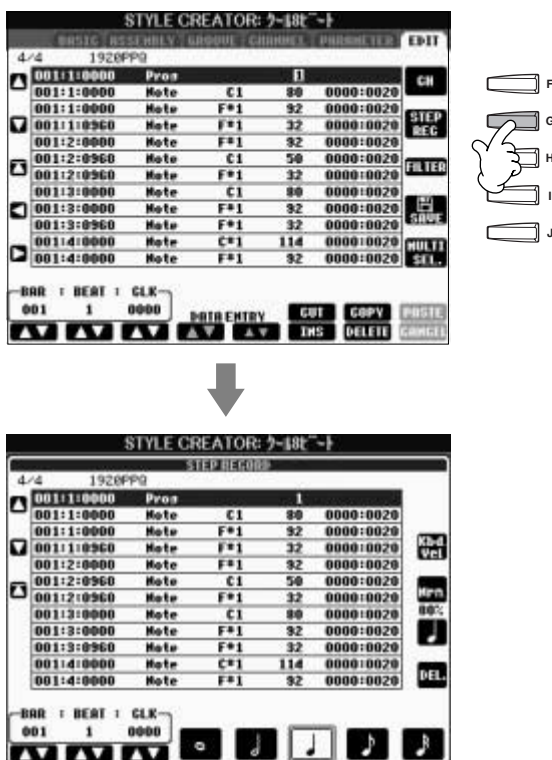 STYLE CREATOR: ｸｰﾙ8ﾋﾞｰﾄ
BASIC ASSEMBLY GROOVE CHANNEL PARAMETER EDIT
4/4 1920PPQ
001:1:0000 Prog 1
001:1:0000 Note C1 80 0000:0020
001:1:0000 Note F#1 92 0000:0020
001:1:0960 Note F#1 32 0000:0020
001:2:0000 Note F#1 92 0000:0020
001:2:0960 Note C1 50 0000:0020
001:2:0960 Note F#1 32 0000:0020
001:3:0000 Note C1 80 0000:0020
001:3:0000 Note F#1 92 0000:0020
001:3:0960 Note F#1 32 0000:0020
001:4:0000 Note C#1 114 0000:0020
001:4:0000 Note F#1 92 0000:0020
CH
STEP REC
FILTER
SAVE
MULTI SEL.
F
G
H
I
J
BAR : BEAT : CLK
001 1 0000
DATA ENTRY
CUT COPY PASTE
INS DELETE CANCEL
STYLE CREATOR: ｸｰﾙ8ﾋﾞｰﾄ
STEP RECORD
4/4 1920PPQ
001:1:0000 Prog 1
001:1:0000 Note C1 80 0000:0020
001:1:0000 Note F#1 92 0000:0020
001:1:0960 Note F#1 32 0000:0020
001:2:0000 Note F#1 92 0000:0020
001:2:0960 Note C1 50 0000:0020
001:2:0960 Note F#1 32 0000:0020
001:3:0000 Note C1 80 0000:0020
001:3:0000 Note F#1 92 0000:0020
001:3:0960 Note F#1 32 0000:0020
001:4:0000 Note C#1 114 0000:0020
001:4:0000 Note F#1 92 0000:0020
Kbd. Vel
Nrm
80%
DEL.
BAR : BEAT : CLK
001 1 0000